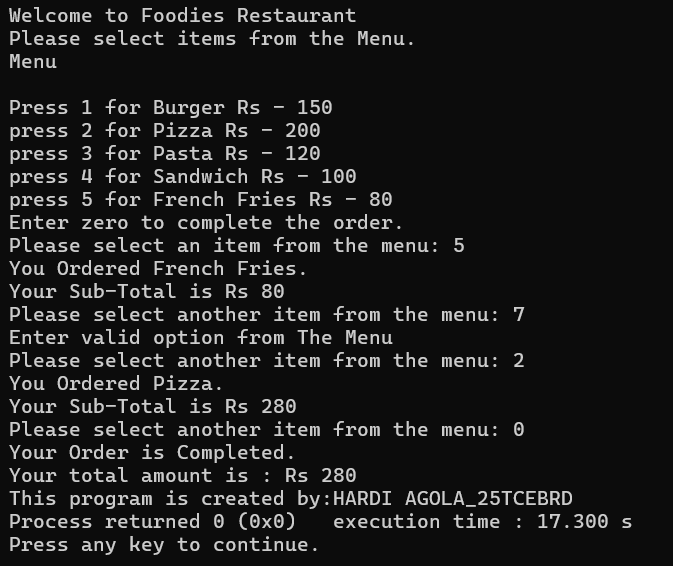 Welcome to Foodies Restaurant
Please select items from the Menu.
Menu
Press 1 for Burger Rs - 150
press 2 for Pizza Rs - 200
press 3 for Pasta Rs - 120
press 4 for Sandwich Rs - 100
press 5 for French Fries Rs - 80
Enter zero to complete the order.
Please select an item from the menu: 5
You Ordered French Fries.
Your Sub-Total is Rs 80
Please select another item from the menu: 7
Enter valid option from The Menu
Please select another item from the menu: 2
You Ordered Pizza.
Your Sub-Total is Rs 280
Please select another item from the menu: 0
Your Order is Completed.
Your total amount is : Rs 280
This program is created by:HARDI AGOLA_25TCEBRD
Process returned 0 (0x0)   execution time : 17.300 s
Press any key to continue.